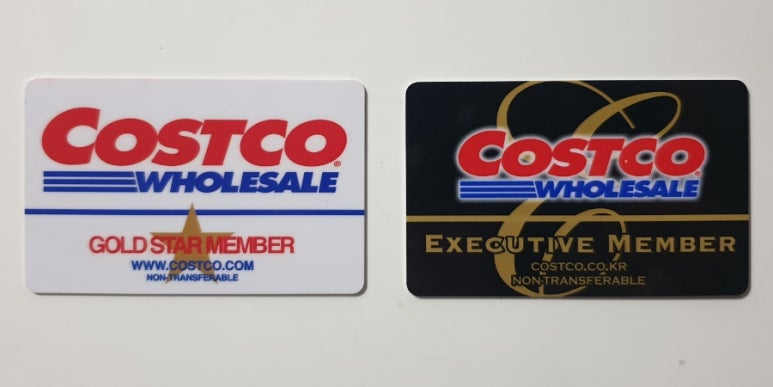 COSTCO®
WHOLESALE
GOLD STAR MEMBER
WWW.COSTCO.COM
NON-TRANSFERABLE
COSTCO
WHOLESALE
EXECUTIVE MEMBER
COSTCO.CO.KR
NON-TRANSFERABLE